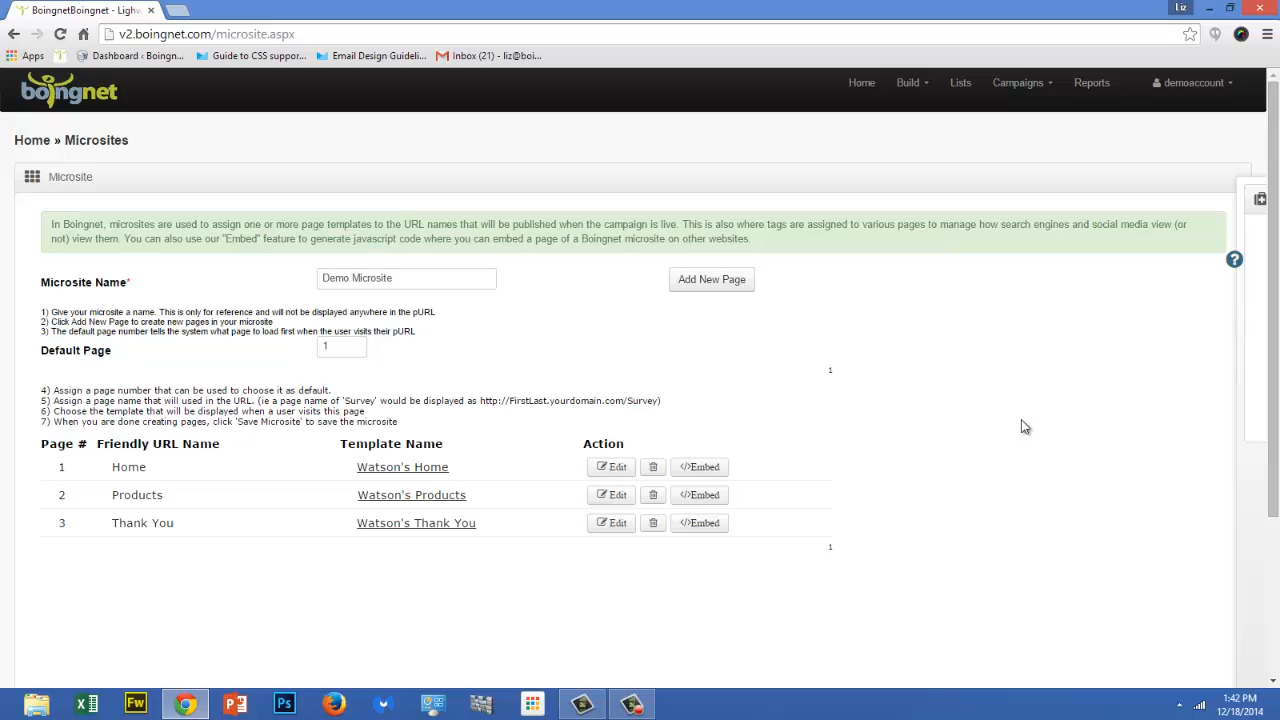 BoingnetBoingnet - Lighw
Liz
v2.boingnet.com/microsite.aspx
Apps
Dashboard ‹ Boingn...
Guide to CSS suppor...
Email Design Guideli...
Inbox (21) - liz@boi...
boingnet
Home
Build
Lists
Campaigns
Reports
demoaccount
Home » Microsites
Microsite
In Boingnet, microsites are used to assign one or more page templates to the URL names that will be published when the campaign is live. This is also where tags are assigned to various pages to manage how search engines and social media view (or
not) view them. You can also use our "Embed" feature to generate javascript code where you can embed a page of a Boingnet microsite on other websites.
?
Microsite Name*
Demo Microsite
Add New Page
1) Give your microsite a name. This is only for reference and will not be displayed anywhere in the pURL
2) Click Add New Page to create new pages in your microsite
3) The default page number tells the system what page to load first when the user visits their pURL
Default Page
1
1
4) Assign a page number that can be used to choose it as default.
5) Assign a page name that will used in the URL. (ie a page name of 'Survey' would be displayed as http://FirstLast.yourdomain.com/Survey)
6) Choose the template that will be displayed when a user visits this page
7) When you are done creating pages, click 'Save Microsite' to save the microsite
Page # Friendly URL Name Template Name Action
1 Home Watson's Home Edit </>Embed
2 Products Watson's Products Edit </>Embed
3 Thank You Watson's Thank You Edit </>Embed
1
Fw
Ps
1:42 PM
12/18/2014